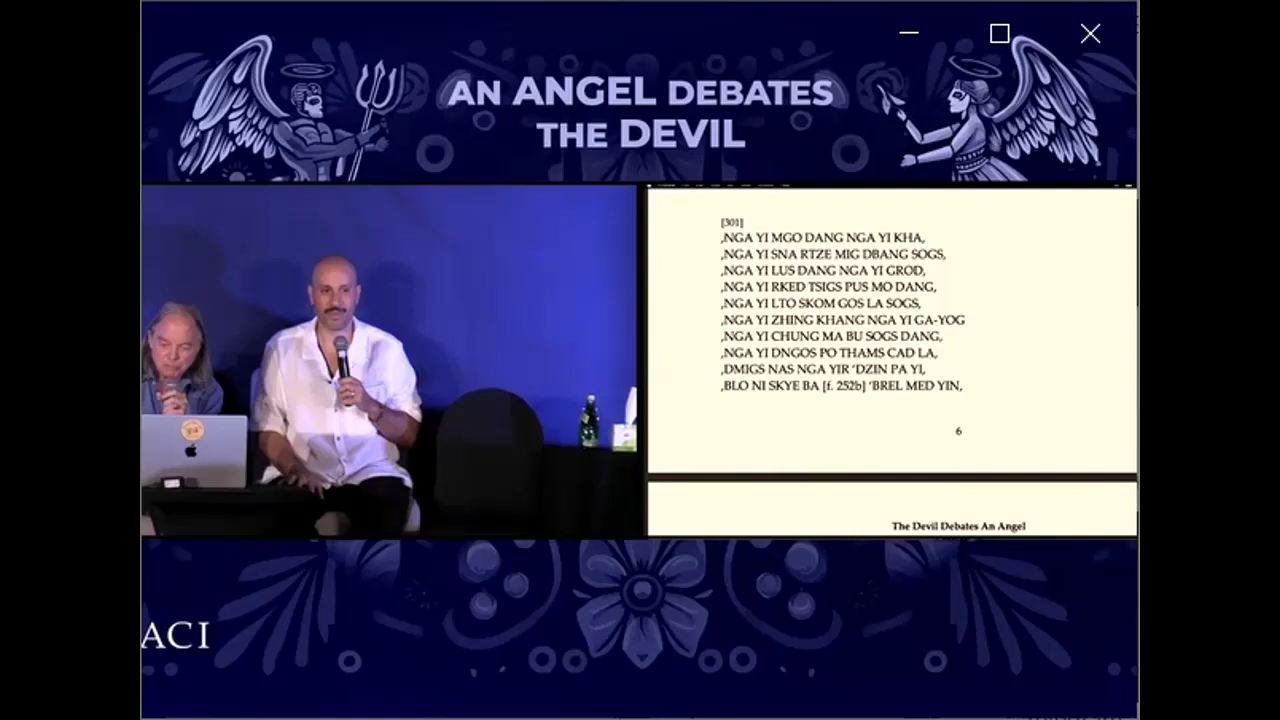 AN ANGEL DEBATES
THE DEVIL
[301]
,NGA YI MGO DANG NGA YI KHA,
,NGA YI SNA RTZE MIG DBANG SOGS,
,NGA YI LUS DANG NGA YI GROD,
,NGA YI RKED TSIGS PUS MO DANG,
,NGA YI LTO SKOM GOS LA SOGS,
,NGA YI ZHING KHANG NGA YI GA-YOG
,NGA YI CHUNG MA BU SOGS DANG,
,NGA YI DNGOS PO THAMS CAD LA,
,DMIGS NAS NGA YIR 'DZIN PA YI,
,BLO NI SKYE BA [f. 252b] 'BREL MED YIN,
6
The Devil Debates An Angel
ACI